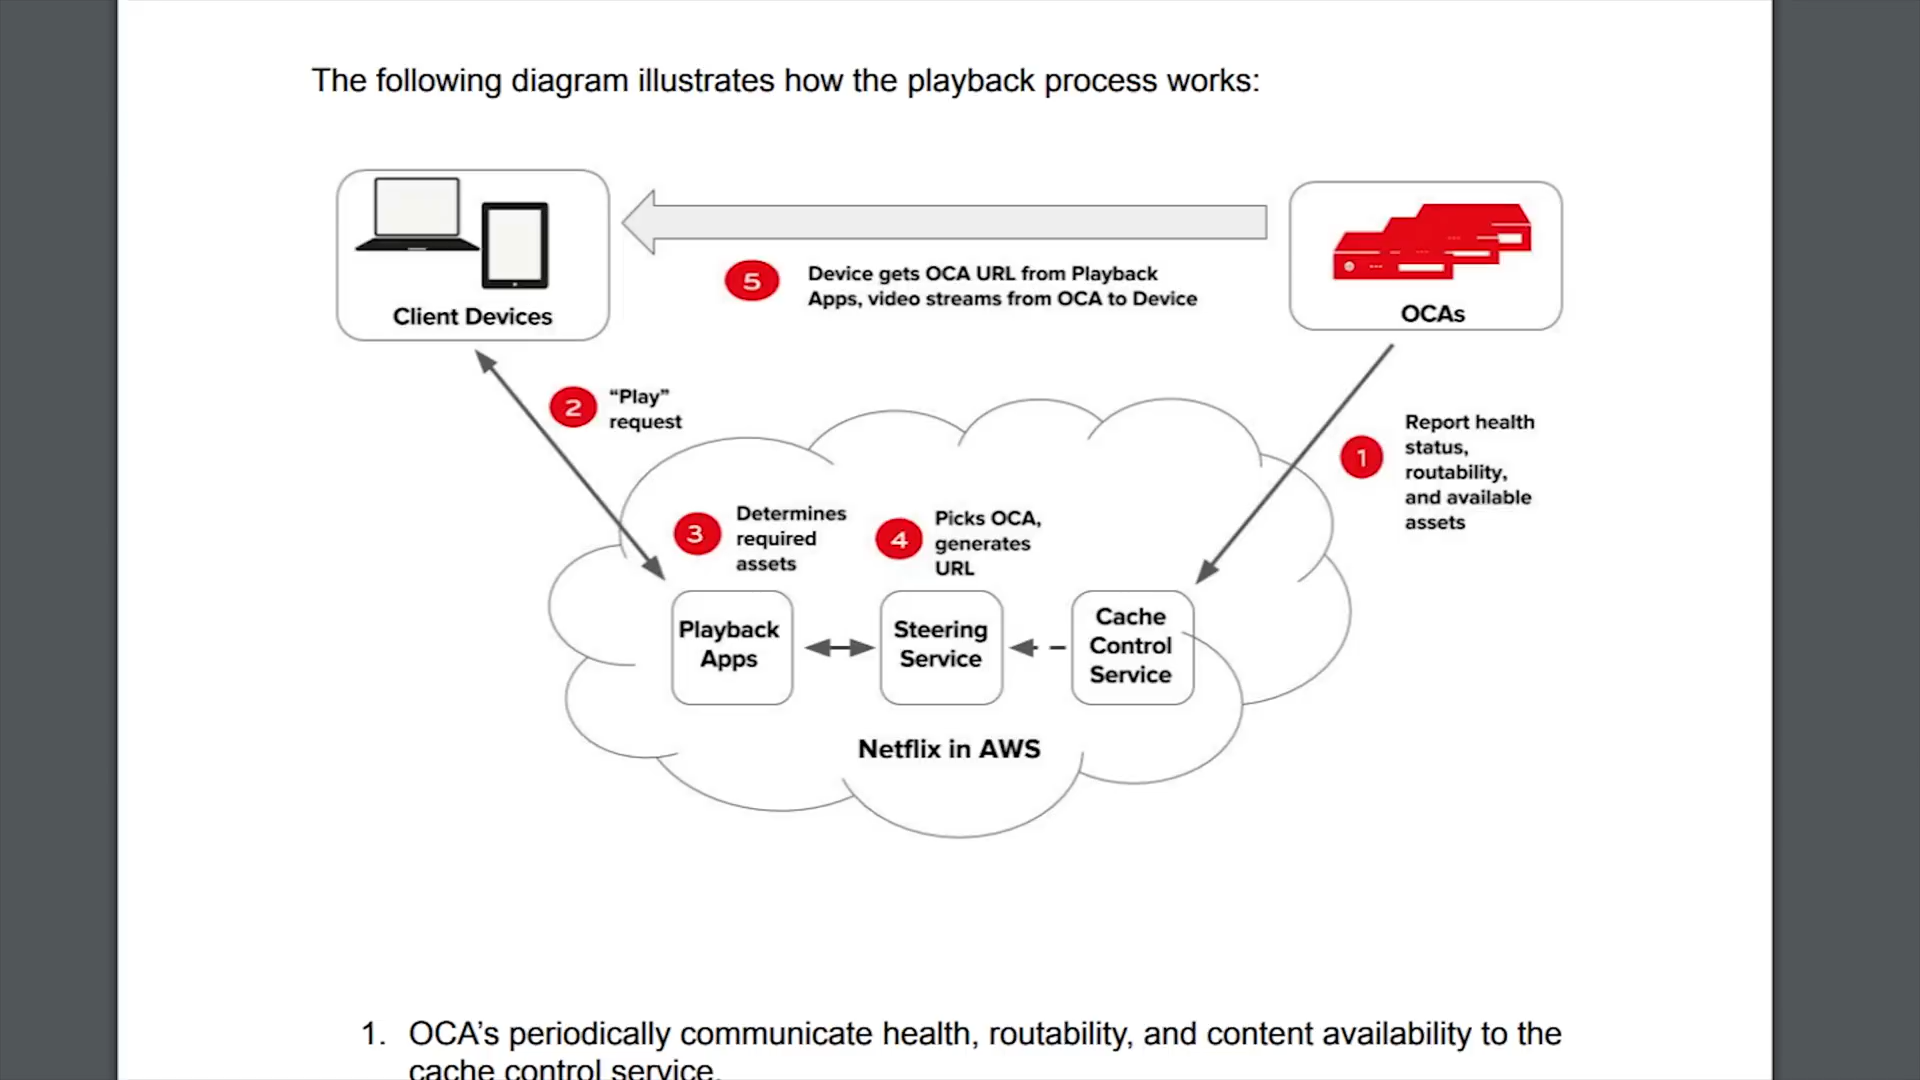 The following diagram illustrates how the playback process works:
Client Devices
5
Device gets OCA URL from Playback
Apps, video streams from OCA to Device
OCAs
2
“Play”
request
1
Report health
status,
routability,
and available
assets
3
Determines
required
assets
4
Picks OCA,
generates
URL
Playback
Apps
Steering
Service
Cache
Control
Service
Netflix in AWS
1. OCA’s periodically communicate health, routability, and content availability to the
cache control service.